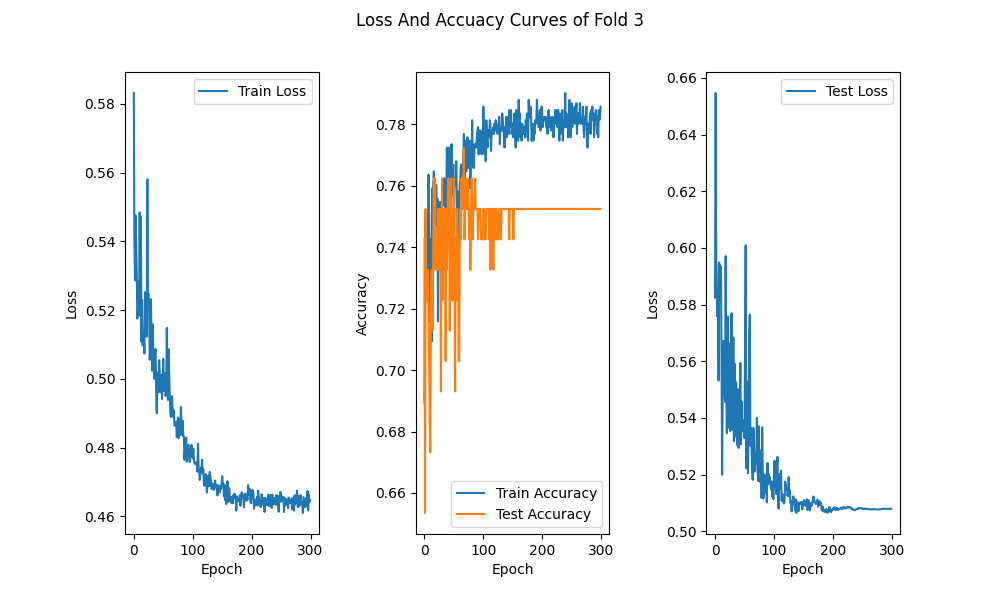 Loss And Accuacy Curves of Fold 3
Train Loss
0.58
0.56
0.54
0.52
0.50
0.48
0.46
Loss
0 100 200 300
Epoch
0.78
0.76
0.74
0.72
0.70
0.68
0.66
Accuracy
Train Accuracy
Test Accuracy
0 100 200 300
Epoch
Test Loss
0.66
0.64
0.62
0.60
0.58
0.56
0.54
0.52
0.50
Loss
0 100 200 300
Epoch